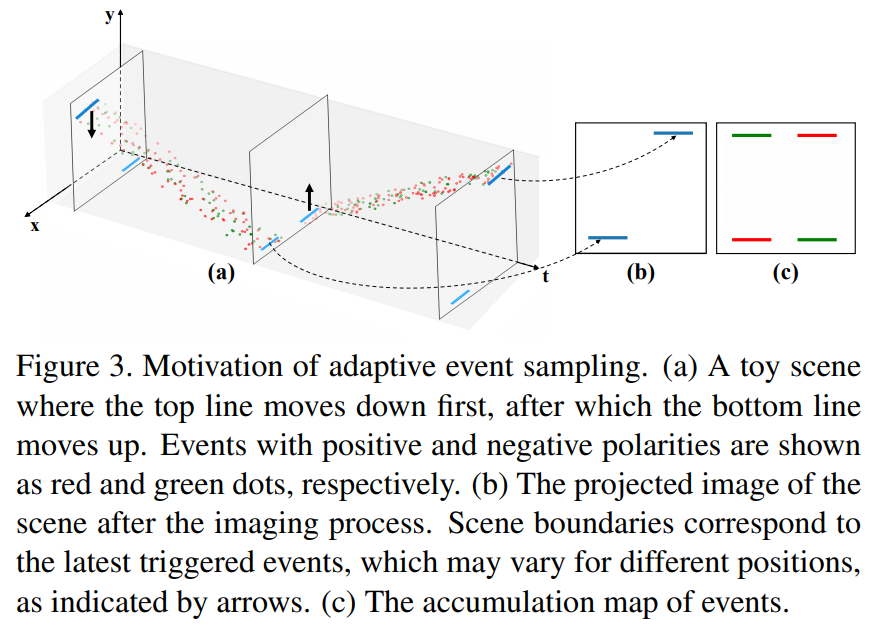 y
x
(a)
t
(b)
(c)
Figure 3. Motivation of adaptive event sampling. (a) A toy scene
where the top line moves down first, after which the bottom line
moves up. Events with positive and negative polarities are shown
as red and green dots, respectively. (b) The projected image of the
scene after the imaging process. Scene boundaries correspond to
the latest triggered events, which may vary for different positions,
as indicated by arrows. (c) The accumulation map of events.